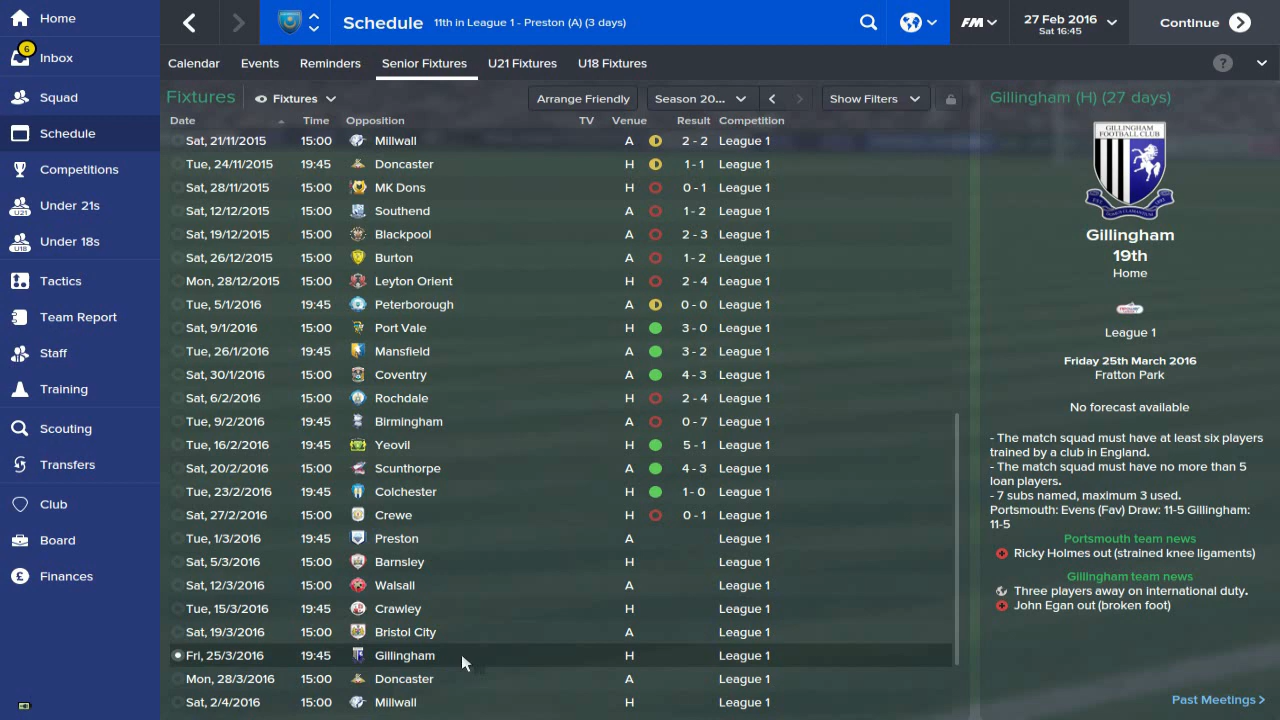 Home
6
Inbox
Squad
Schedule
Competitions
U21
Under 21s
U18
Under 18s
Tactics
Team Report
Staff
Training
Scouting
Transfers
Club
Board
£
Finances
Schedule 11th in League 1 - Preston (A) (3 days)
FM
27 Feb 2016
Sat 16:45
Continue
Calendar Events Reminders Senior Fixtures U21 Fixtures U18 Fixtures
?
Fixtures Fixtures Arrange Friendly Season 20... Show Filters
Date Time Opposition TV Venue Result Competition
Sat, 21/11/2015 15:00 Millwall A 2 - 2 League 1
Tue, 24/11/2015 19:45 Doncaster H 1 - 1 League 1
Sat, 28/11/2015 15:00 MK Dons H 0 - 1 League 1
Sat, 12/12/2015 15:00 Southend A 1 - 2 League 1
Sat, 19/12/2015 15:00 Blackpool A 2 - 3 League 1
Sat, 26/12/2015 15:00 Burton A 1 - 2 League 1
Mon, 28/12/2015 15:00 Leyton Orient H 2 - 4 League 1
Tue, 5/1/2016 19:45 Peterborough A 0 - 0 League 1
Sat, 9/1/2016 15:00 Port Vale H 3 - 0 League 1
Tue, 26/1/2016 19:45 Mansfield A 3 - 2 League 1
Sat, 30/1/2016 15:00 Coventry A 4 - 3 League 1
Sat, 6/2/2016 15:00 Rochdale H 2 - 4 League 1
Tue, 9/2/2016 19:45 Birmingham A 0 - 7 League 1
Tue, 16/2/2016 19:45 Yeovil H 5 - 1 League 1
Sat, 20/2/2016 15:00 Scunthorpe A 4 - 3 League 1
Tue, 23/2/2016 19:45 Colchester H 1 - 0 League 1
Sat, 27/2/2016 15:00 Crewe H 0 - 1 League 1
Tue, 1/3/2016 19:45 Preston A League 1
Sat, 5/3/2016 15:00 Barnsley H League 1
Sat, 12/3/2016 15:00 Walsall A League 1
Tue, 15/3/2016 19:45 Crawley H League 1
Sat, 19/3/2016 15:00 Bristol City A League 1
Fri, 25/3/2016 19:45 Gillingham H League 1
Mon, 28/3/2016 15:00 Doncaster A League 1
Sat, 2/4/2016 15:00 Millwall H League 1
Gillingham (H) (27 days)
GILLINGHAM
FOOTBALL CLUB
Gillingham
19th
Home
League 1
Friday 25th March 2016
Fratton Park
No forecast available
- The match squad must have at least six players
trained by a club in England.
- The match squad must have no more than 5
loan players.
- 7 subs named, maximum 3 used.
Portsmouth: Evens (Fav) Draw: 11-5 Gillingham:
11-5
Portsmouth team news
Ricky Holmes out (strained knee ligaments)
Gillingham team news
Three players away on international duty.
John Egan out (broken foot)
Past Meetings >